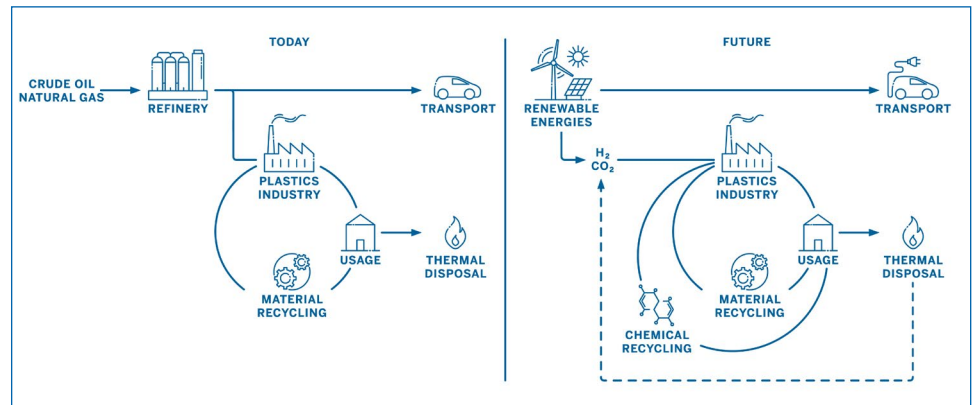 TODAY
CRUDE OIL
NATURAL GAS
REFINERY
TRANSPORT
PLASTICS
INDUSTRY
USAGE
THERMAL
DISPOSAL
MATERIAL
RECYCLING
FUTURE
RENEWABLE
ENERGIES
TRANSPORT
H₂
CO₂
PLASTICS
INDUSTRY
USAGE
THERMAL
DISPOSAL
MATERIAL
RECYCLING
CHEMICAL
RECYCLING